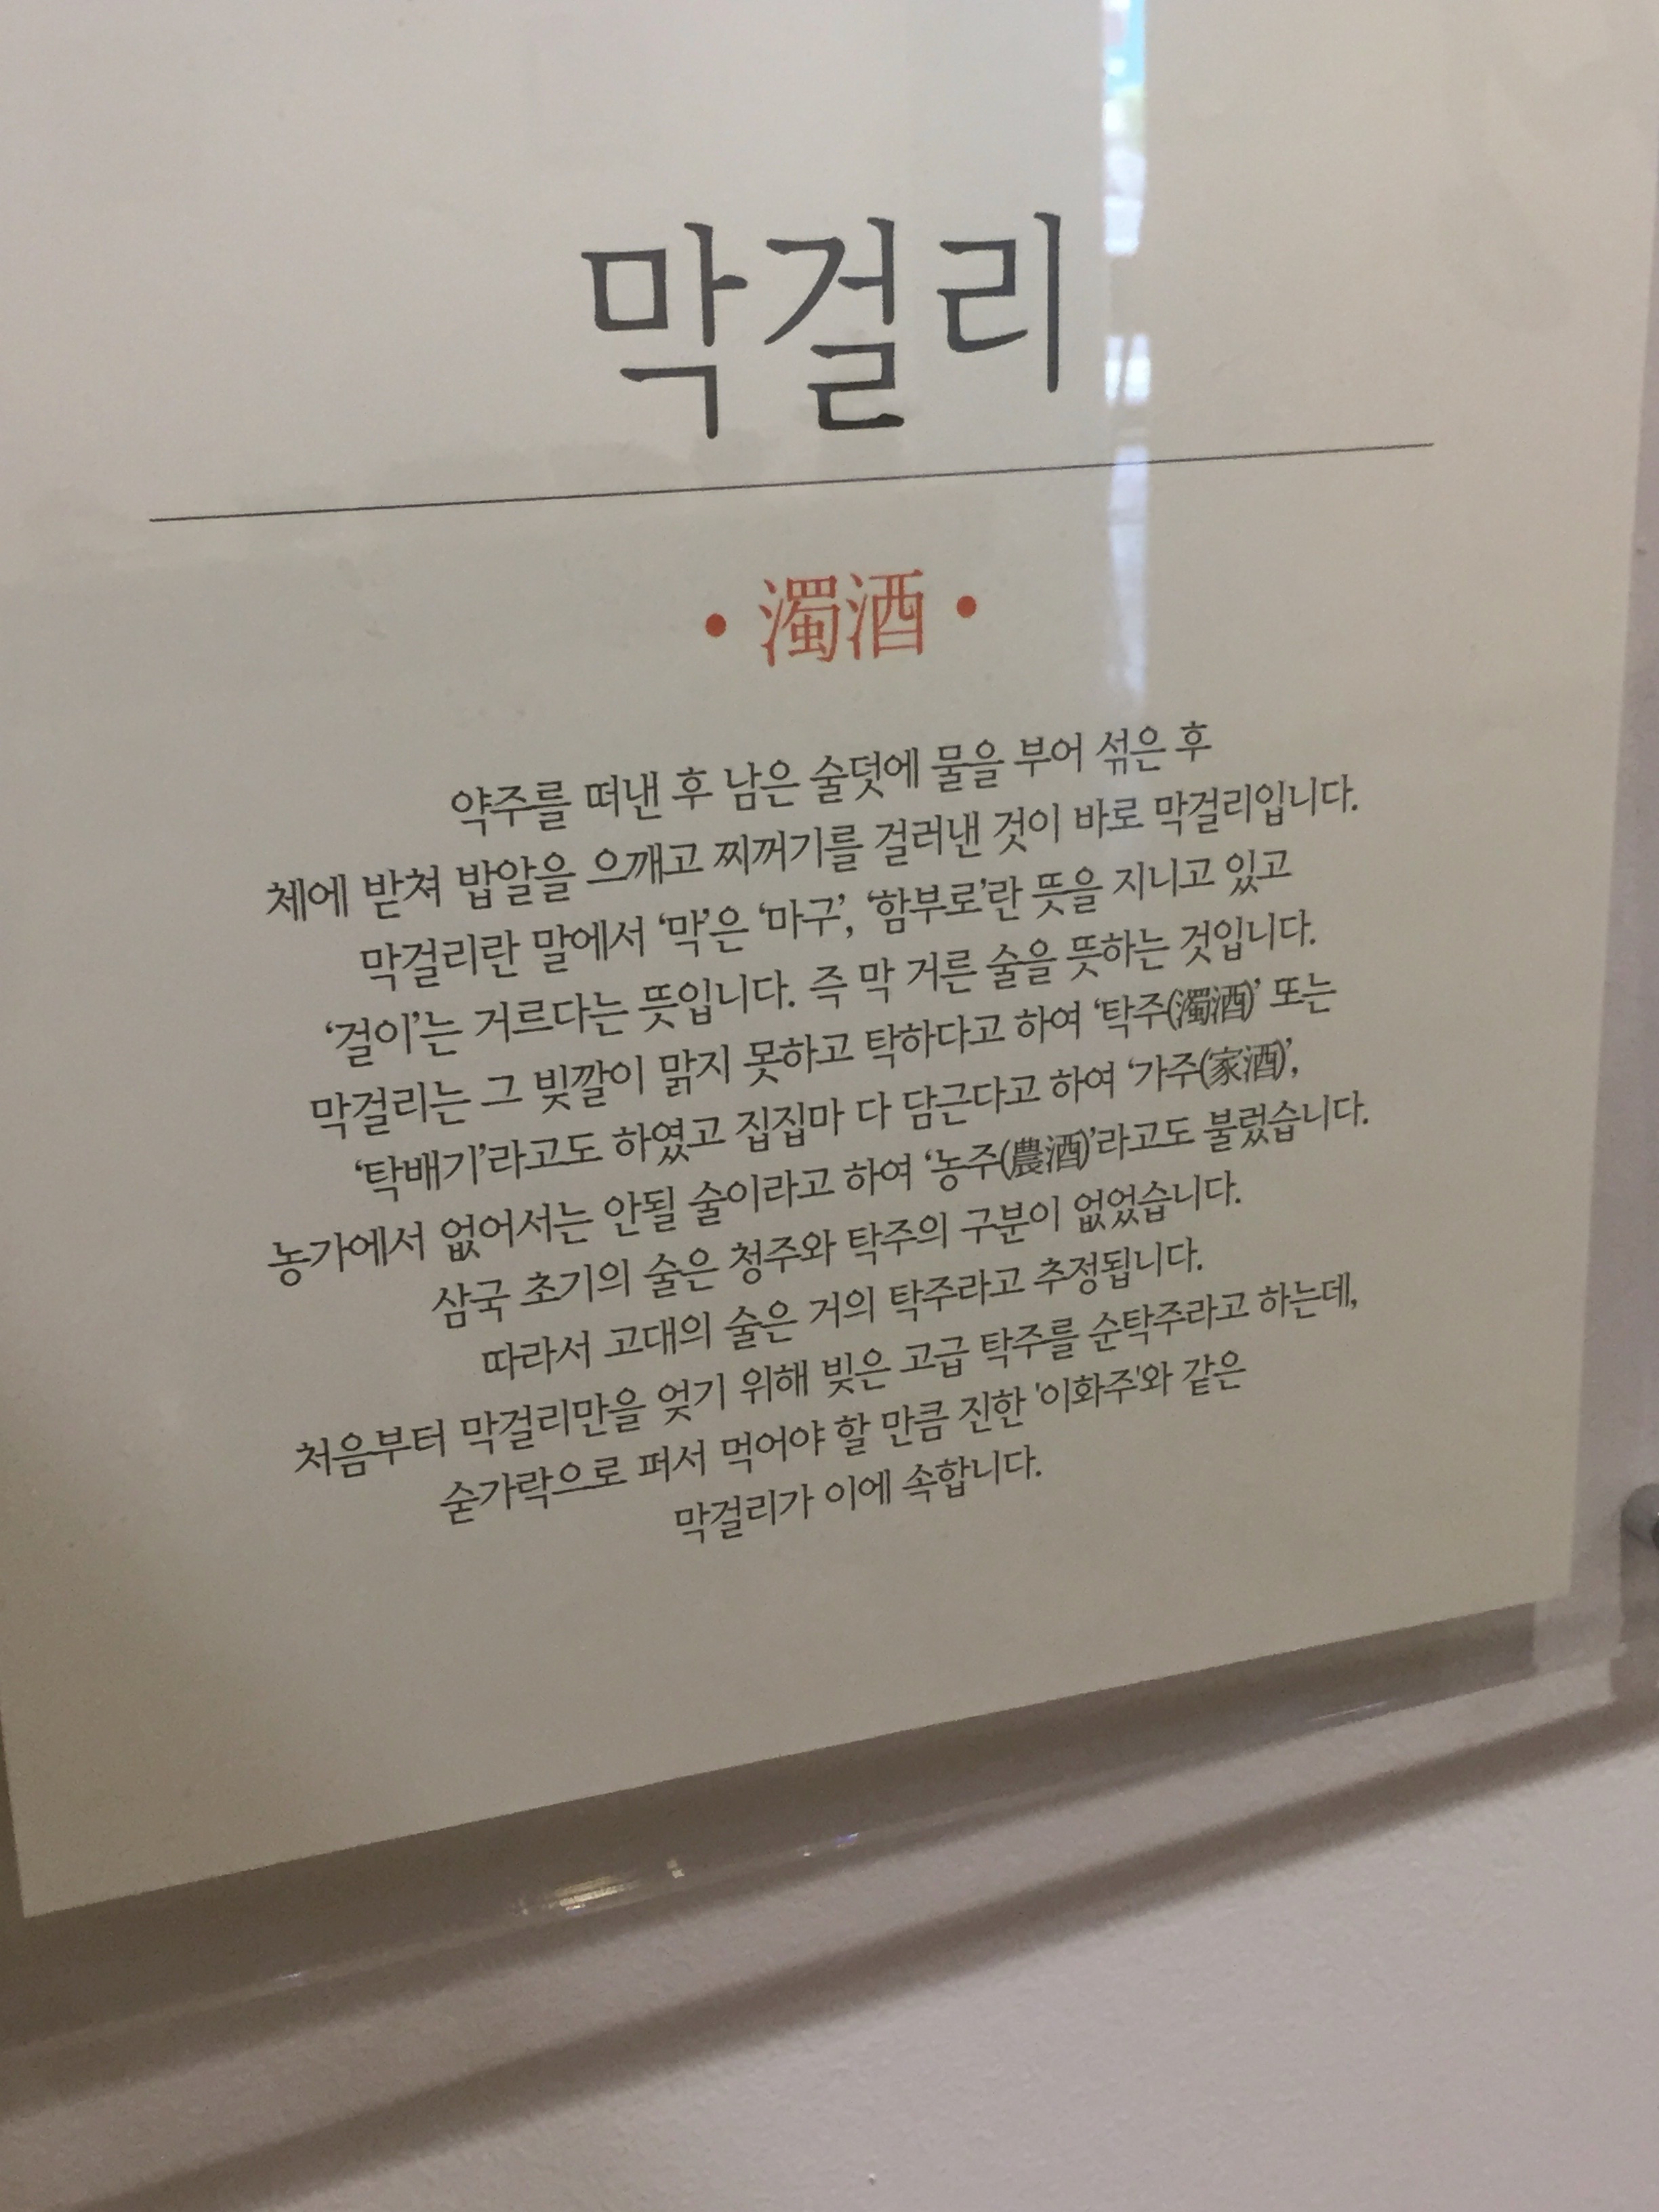 막걸리
• 濁酒 •
약주를 떠낸 후 남은 술덧에 물을 부어 섞은 후
체에 받쳐 밥알을 으깨고 찌꺼기를 걸러낸 것이 바로 막걸리입니다.
막걸리란 말에서 ‘막’은 ‘마구’, ‘함부로’란 뜻을 지니고 있고
‘걸이’는 거르다는 뜻입니다. 즉 막 거른 술을 뜻하는 것입니다.
막걸리는 그 빛깔이 맑지 못하고 탁하다고 하여 ‘탁주(濁酒)’ 또는
‘탁배기’라고도 하였고 집집마 다 담근다고 하여 ‘가주(家酒)’,
농가에서 없어서는 안될 술이라고 하여 ‘농주(農酒)’라고도 불렀습니다.
삼국 초기의 술은 청주와 탁주의 구분이 없었습니다.
따라서 고대의 술은 거의 탁주라고 추정됩니다.
처음부터 막걸리만을 얻기 위해 빚은 고급 탁주를 순탁주라고 하는데,
숟가락으로 퍼서 먹어야 할 만큼 진한 '이화주'와 같은
막걸리가 이에 속합니다.